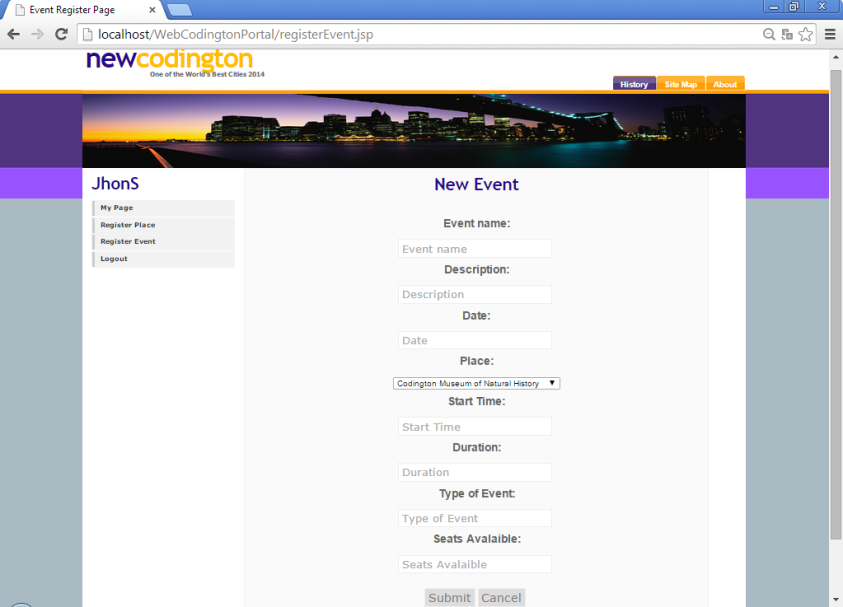 Event Register Page
localhost/WebCodingtonPortal/registerEvent.jsp
newcodington
One of the World's Best Cities 2014
History Site Map About
JhonS
My Page
Register Place
Register Event
Logout
New Event
Event name:
Event name
Description:
Description
Date:
Date
Place:
Codington Museum of Natural History
Start Time:
Start Time
Duration:
Duration
Type of Event:
Type of Event
Seats Avalaible:
Seats Avalaible
Submit Cancel